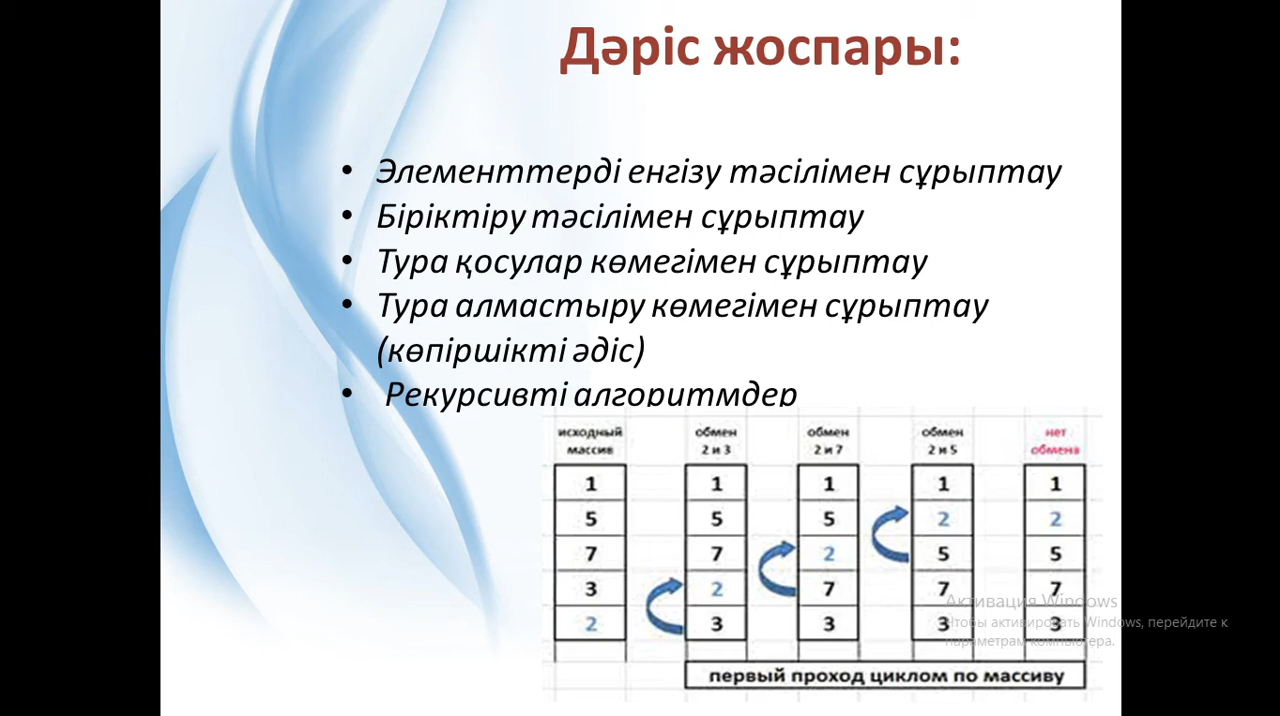 Дәріс жоспары:
• Элементтерді енгізу тәсілімен сұрыптау
• Біріктіру тәсілімен сұрыптау
• Тура қосулар көмегімен сұрыптау
• Тура алмастыру көмегімен сұрыптау
(көпіршікті әдіс)
• Рекурсивті алгоритмдер
исходный обмен обмен обмен нет
массив 2 и 3 2 и 7 2 и 5 обмена
1 1 1 1 1
5 5 5 2 2
7 7 2 5 5
3 2 7 7 7
2 3 3 3 3
первый проход циклом по массиву
Активация Windows
Чтобы активировать Windows, перейдите к
параметрам компьютера.